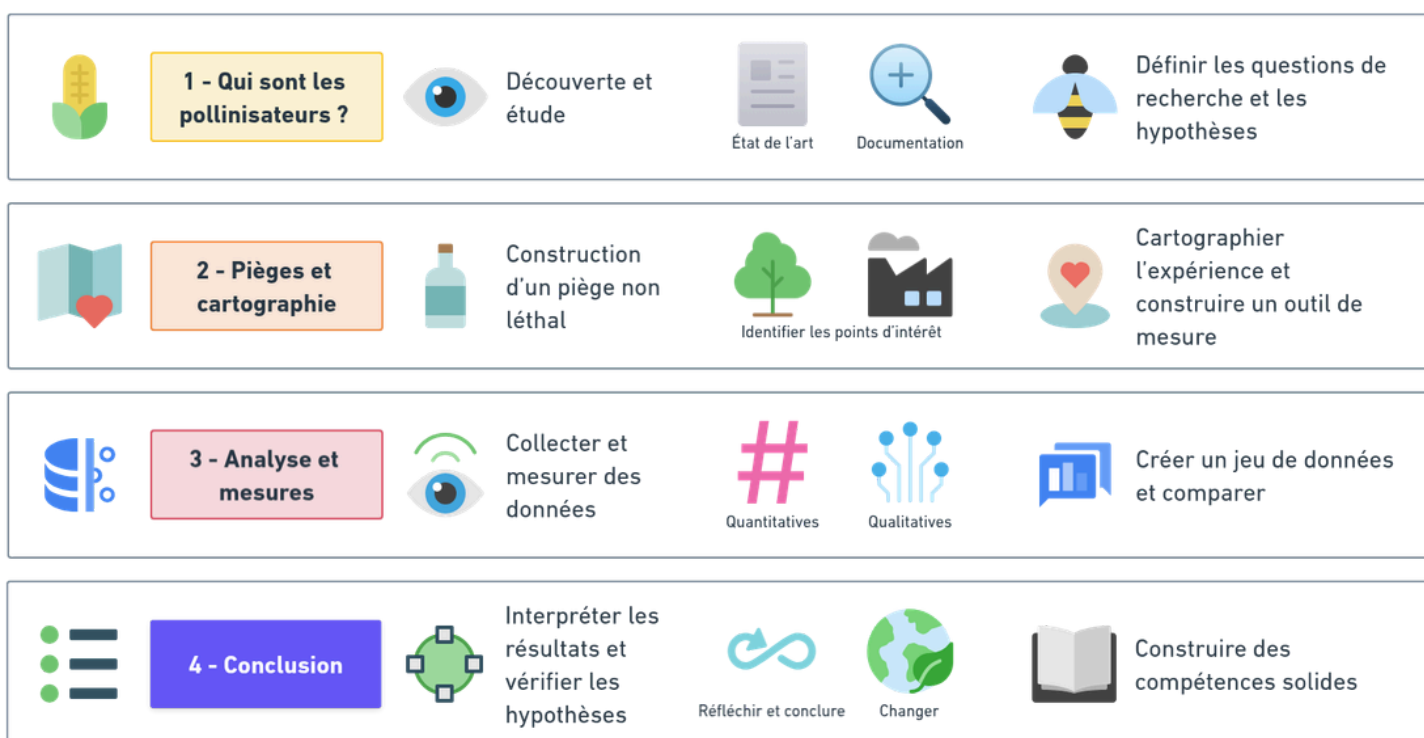 1 - Qui sont les
pollinisateurs ?
Découverte et
étude
État de l'art
Documentation
Définir les questions de
recherche et les
hypothèses
2 - Pièges et
cartographie
Construction
d'un piège non
léthal
Identifier les points d'intérêt
Cartographier
l'expérience et
construire un outil de
mesure
3 - Analyse et
mesures
Collecter et
mesurer des
données
Quantitatives
Qualitatives
Créer un jeu de données
et comparer
4 - Conclusion
Interpréter les
résultats et
vérifier les
hypothèses
Réfléchir et conclure
Changer
Construire des
compétences solides